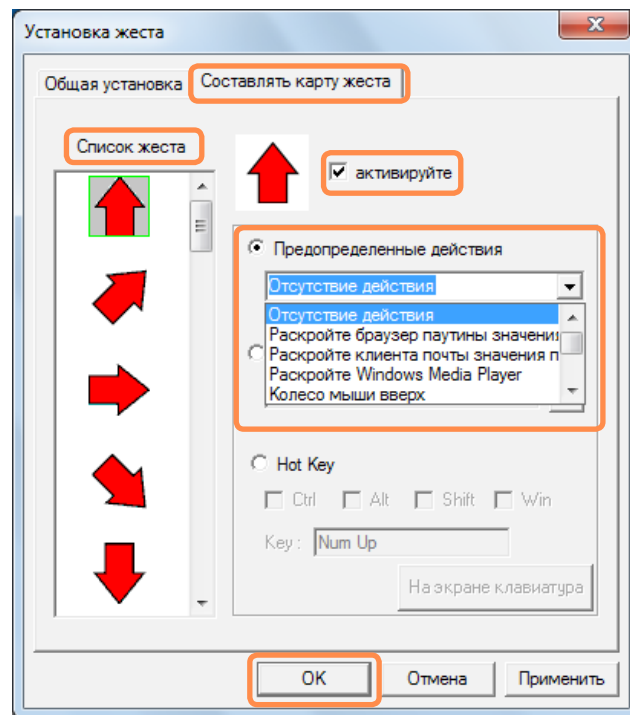 Установка жеста
Общая установка
Составлять карту жеста
Список жеста
активируйте
Предопределенные действия
Отсутствие действия
Отсутствие действия
Раскройте браузер паутины значения
Раскройте клиента почты значения п
Раскройте Windows Media Player
Колесо мыши вверх
Hot Key
Ctrl Alt Shift Win
Key : Num Up
На экране клавиатура
OK Отмена Применить